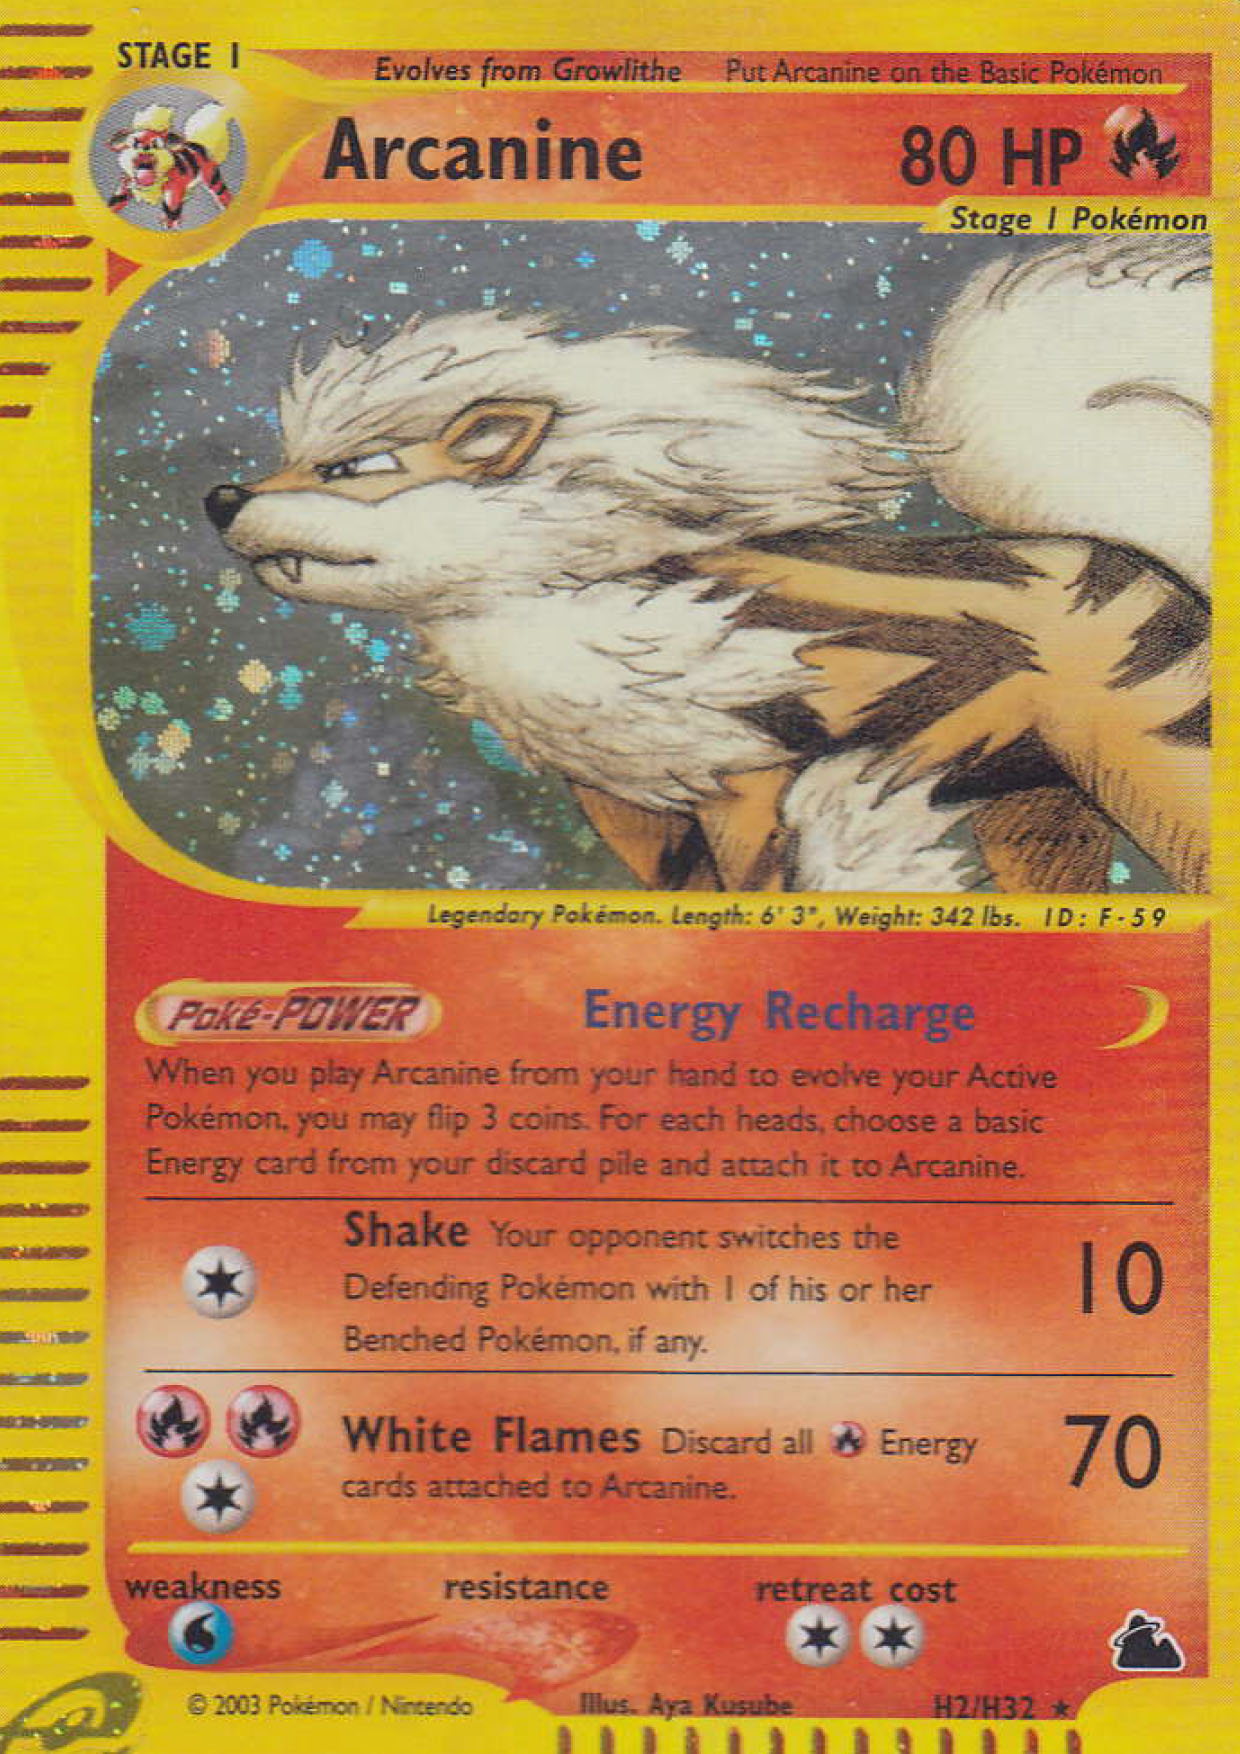 STAGE 1
Evolves from Growlithe Put Arcanine on the Basic Pokémon
Arcanine 80 HP
Stage 1 Pokémon
Legendary Pokémon. Length: 6' 3", Weight: 342 lbs. ID: F-59
Poké-POWER Energy Recharge
When you play Arcanine from your hand to evolve your Active
Pokémon, you may flip 3 coins. For each heads, choose a basic
Energy card from your discard pile and attach it to Arcanine.
Shake Your opponent switches the
Defending Pokémon with 1 of his or her
Benched Pokémon, if any.
10
White Flames Discard all Energy
cards attached to Arcanine.
70
weakness resistance retreat cost
© 2003 Pokémon / Nintendo Illus. Aya Kusube H2/H32 ★